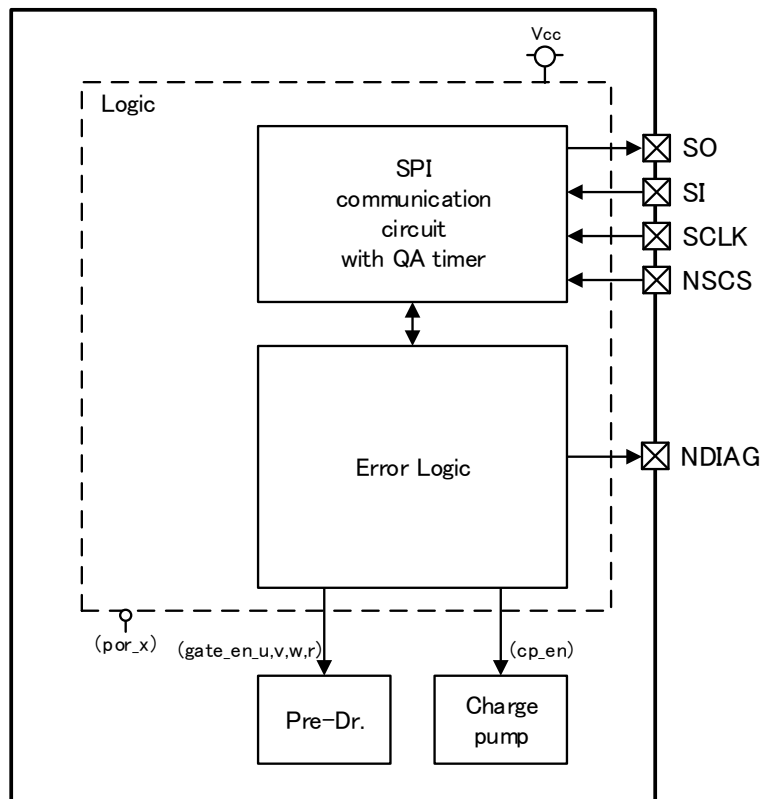 Vcc
Logic
SPI
communication
circuit
with QA timer
SO
SI
SCLK
NSCS
Error Logic
NDIAG
(por_x)
(gate_en_u,v,w,r)
(cp_en)
Pre-Dr.
Charge
pump